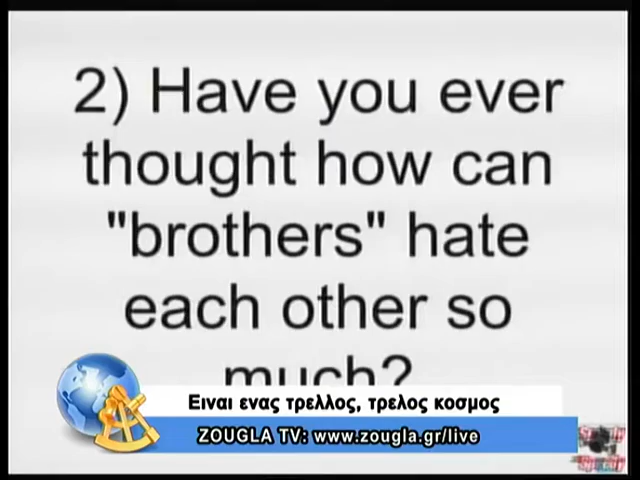 2) Have you ever
thought how can
"brothers" hate
each other so
much?
Ειναι ενας τρελλος, τρελος κοσμος
ZOUGLA TV: www.zougla.gr/live